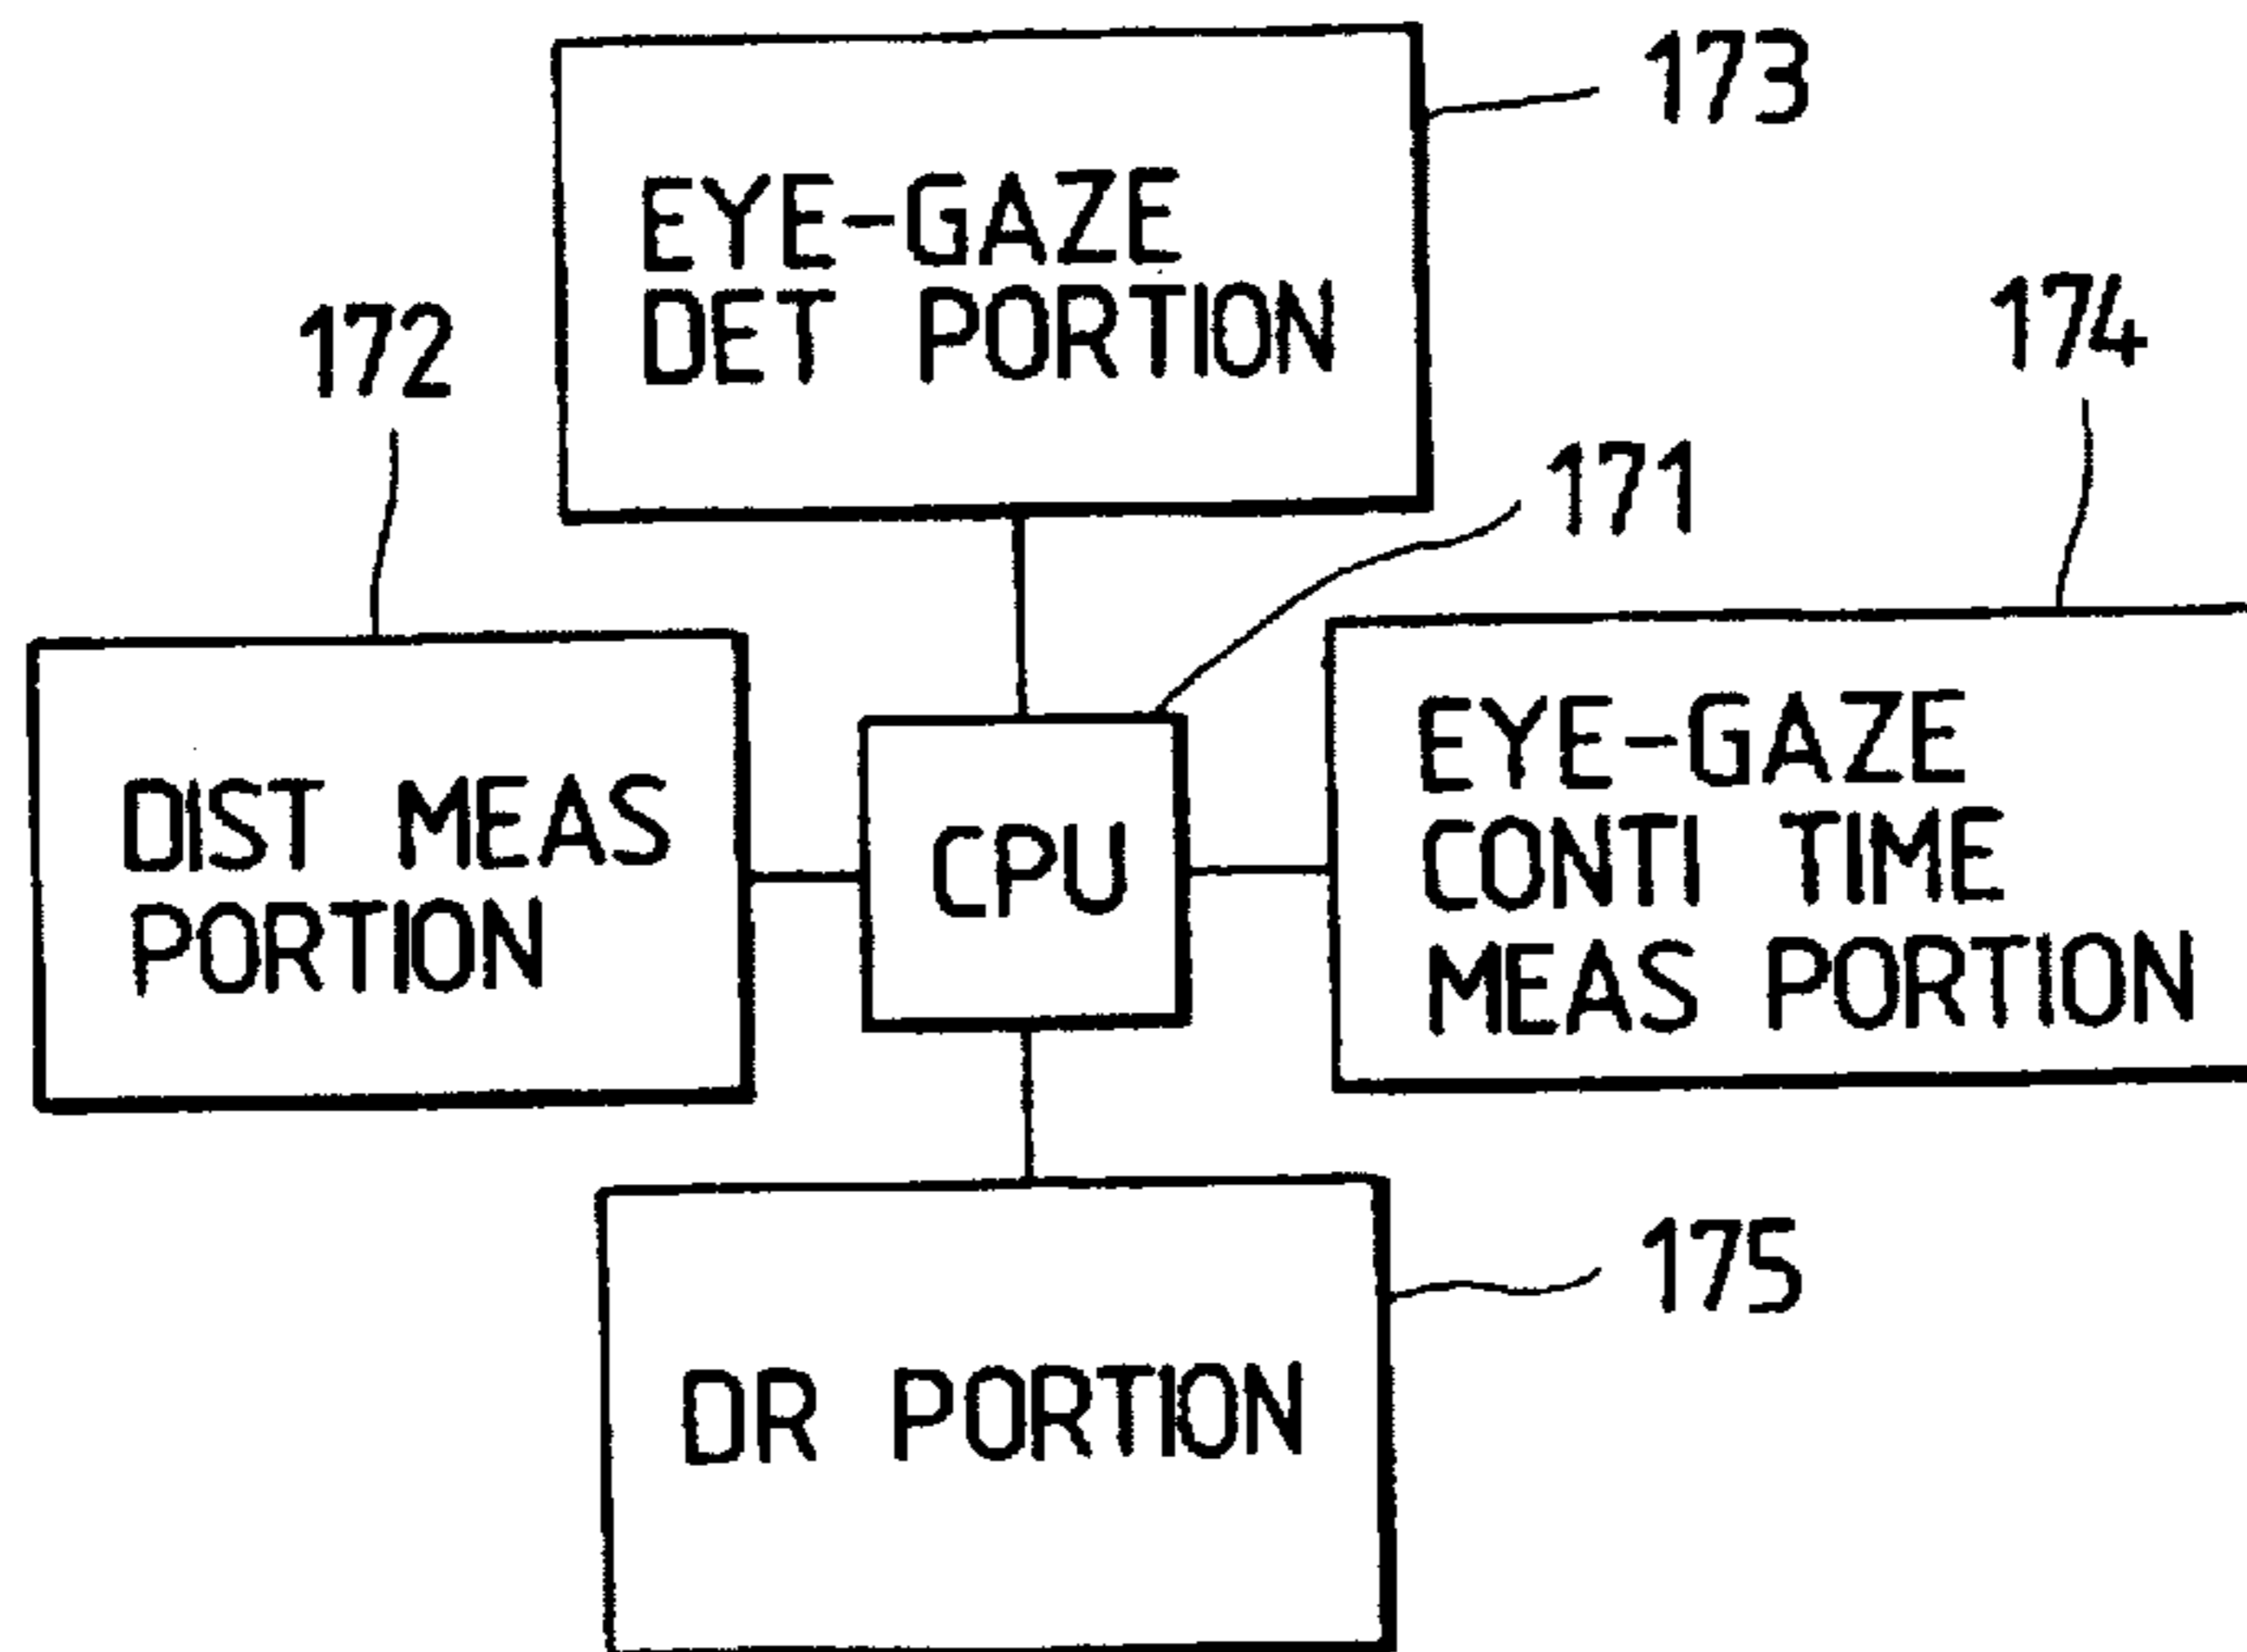 173
EYE-GAZE
DET PORTION
172
174
171
DIST MEAS
PORTION
CPU
EYE-GAZE
CONTI TIME
MEAS PORTION
175
DR PORTION